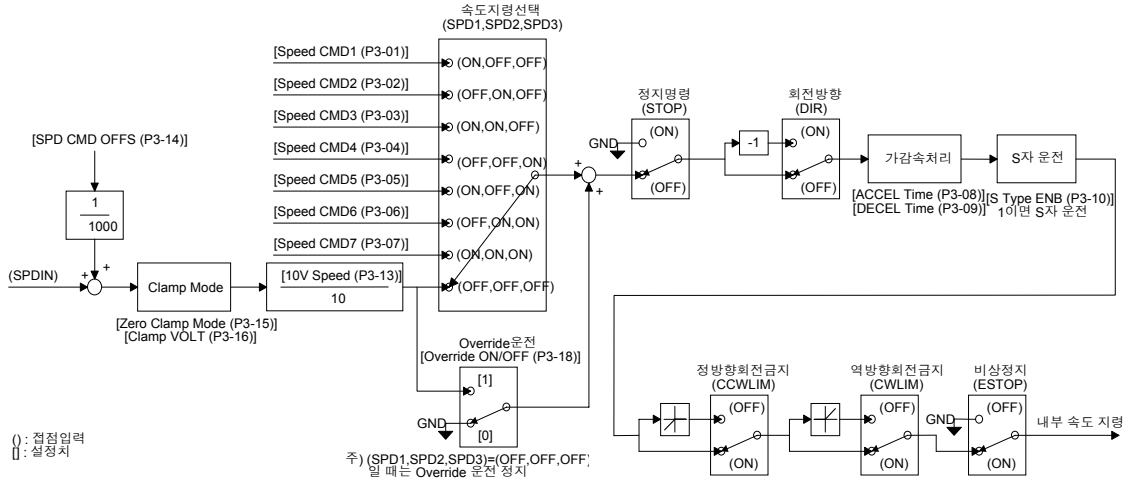 속도지령선택
(SPD1,SPD2,SPD3)
[Speed CMD1 (P3-01)]
(ON,OFF,OFF)
[Speed CMD2 (P3-02)]
(OFF,ON,OFF)
[Speed CMD3 (P3-03)]
(ON,ON,OFF)
[Speed CMD4 (P3-04)]
(OFF,OFF,ON)
[Speed CMD5 (P3-05)]
(ON,OFF,ON)
[Speed CMD6 (P3-06)]
(OFF,ON,ON)
[Speed CMD7 (P3-07)]
(ON,ON,ON)
(OFF,OFF,OFF)
[SPD CMD OFFS (P3-14)]
1
1000
(SPDIN)
+ +
Clamp Mode
[Zero Clamp Mode (P3-15)]
[Clamp VOLT (P3-16)]
[10V Speed (P3-13)]
10
Override운전
[Override ON/OFF (P3-18)]
[1]
GND
[0]
주) (SPD1,SPD2,SPD3)=(OFF,OFF,OFF)
일 때는 Override 운전 정지
+
+
정지명령
(STOP)
(ON)
GND
(OFF)
회전방향
(DIR)
-1
(ON)
(OFF)
가감속처리
[ACCEL Time (P3-08)]
[DECEL Time (P3-09)]
S자 운전
[S Type ENB (P3-10)]
1이면 S자 운전
정방향회전금지
(CCWLIM)
(OFF)
(ON)
역방향회전금지
(CWLIM)
(OFF)
(ON)
비상정지
(ESTOP)
GND
(OFF)
(ON)
내부 속도 지령
() : 접점입력
[] : 설정치